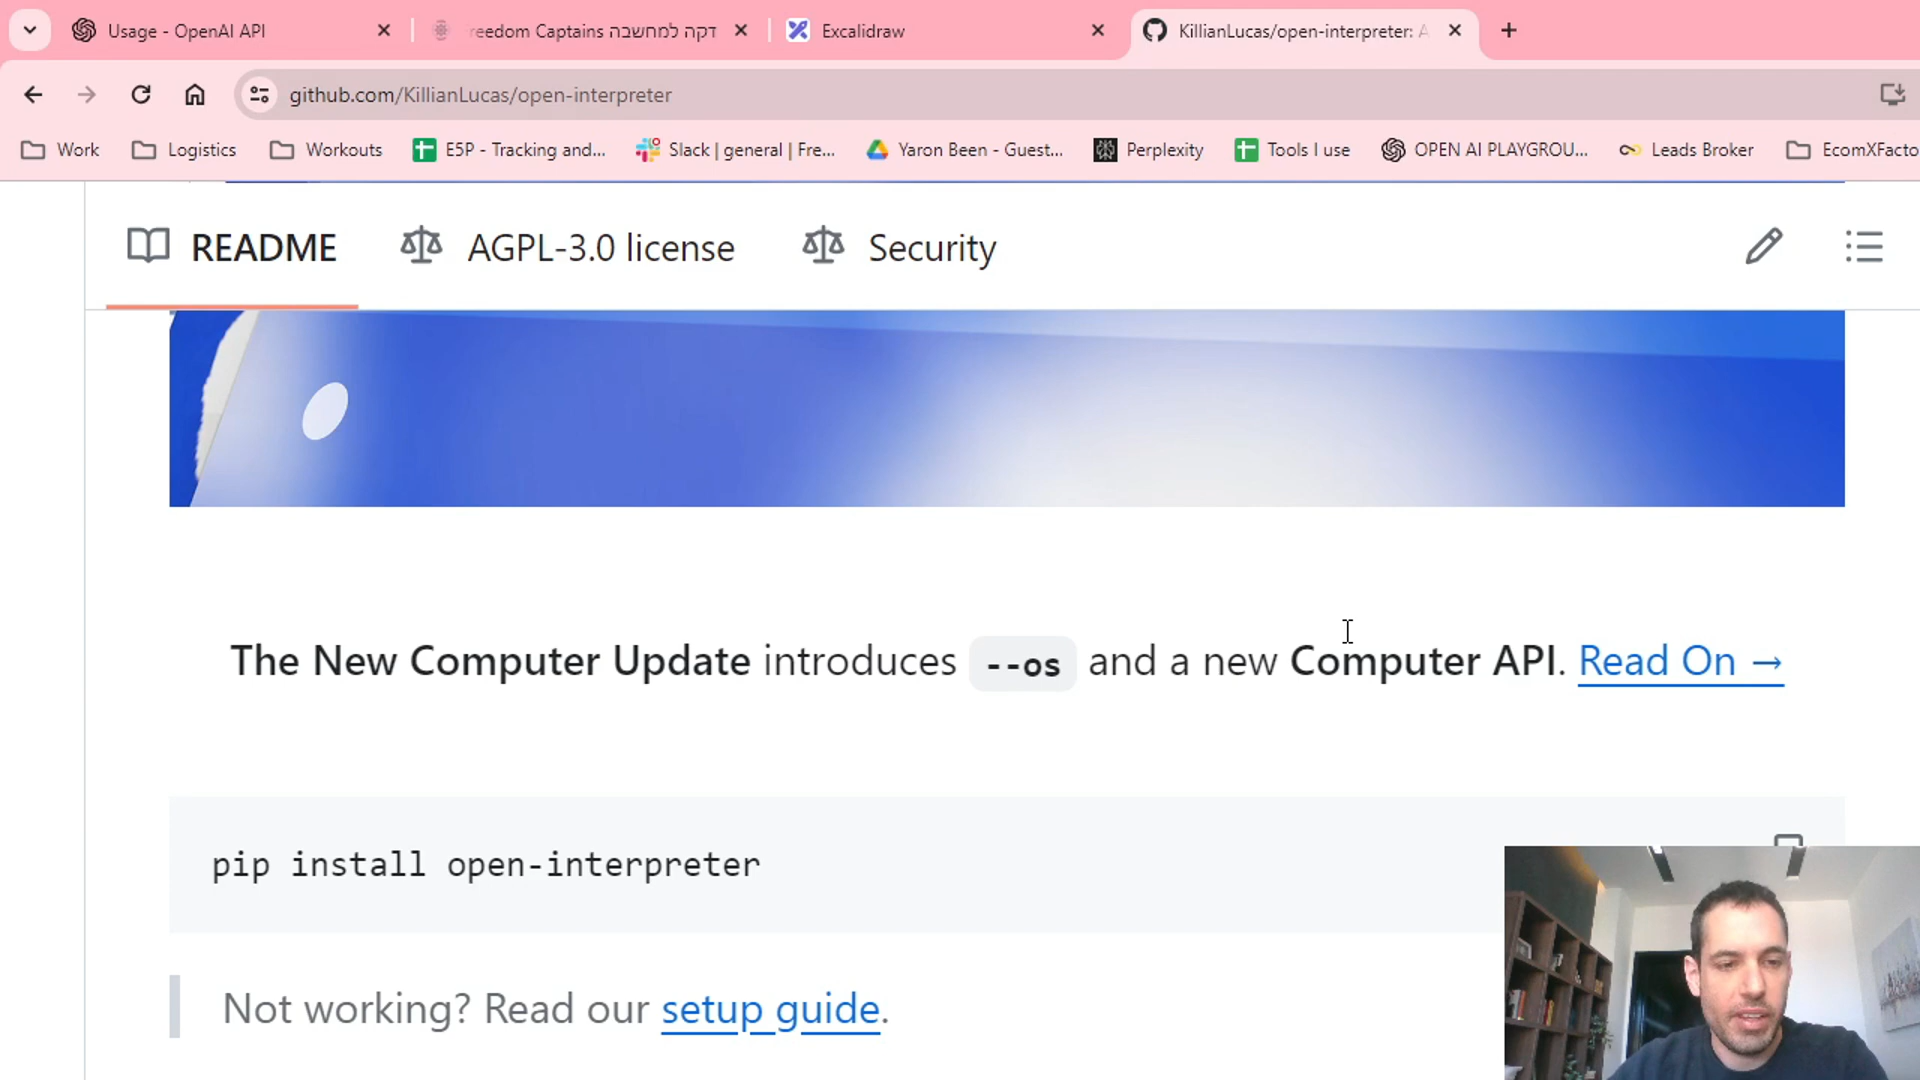 Usage - OpenAI API
reedom Captains דקה למחשבה
Excalidraw
KillianLucas/open-interpreter: A
github.com/KillianLucas/open-interpreter
Work
Logistics
Workouts
E5P - Tracking and...
Slack | general | Fre...
Yaron Been - Guest...
Perplexity
Tools I use
OPEN AI PLAYGROU...
Leads Broker
EcomXFacto
README
AGPL-3.0 license
Security
The New Computer Update introduces --os and a new Computer API. Read On →
pip install open-interpreter
Not working? Read our setup guide.